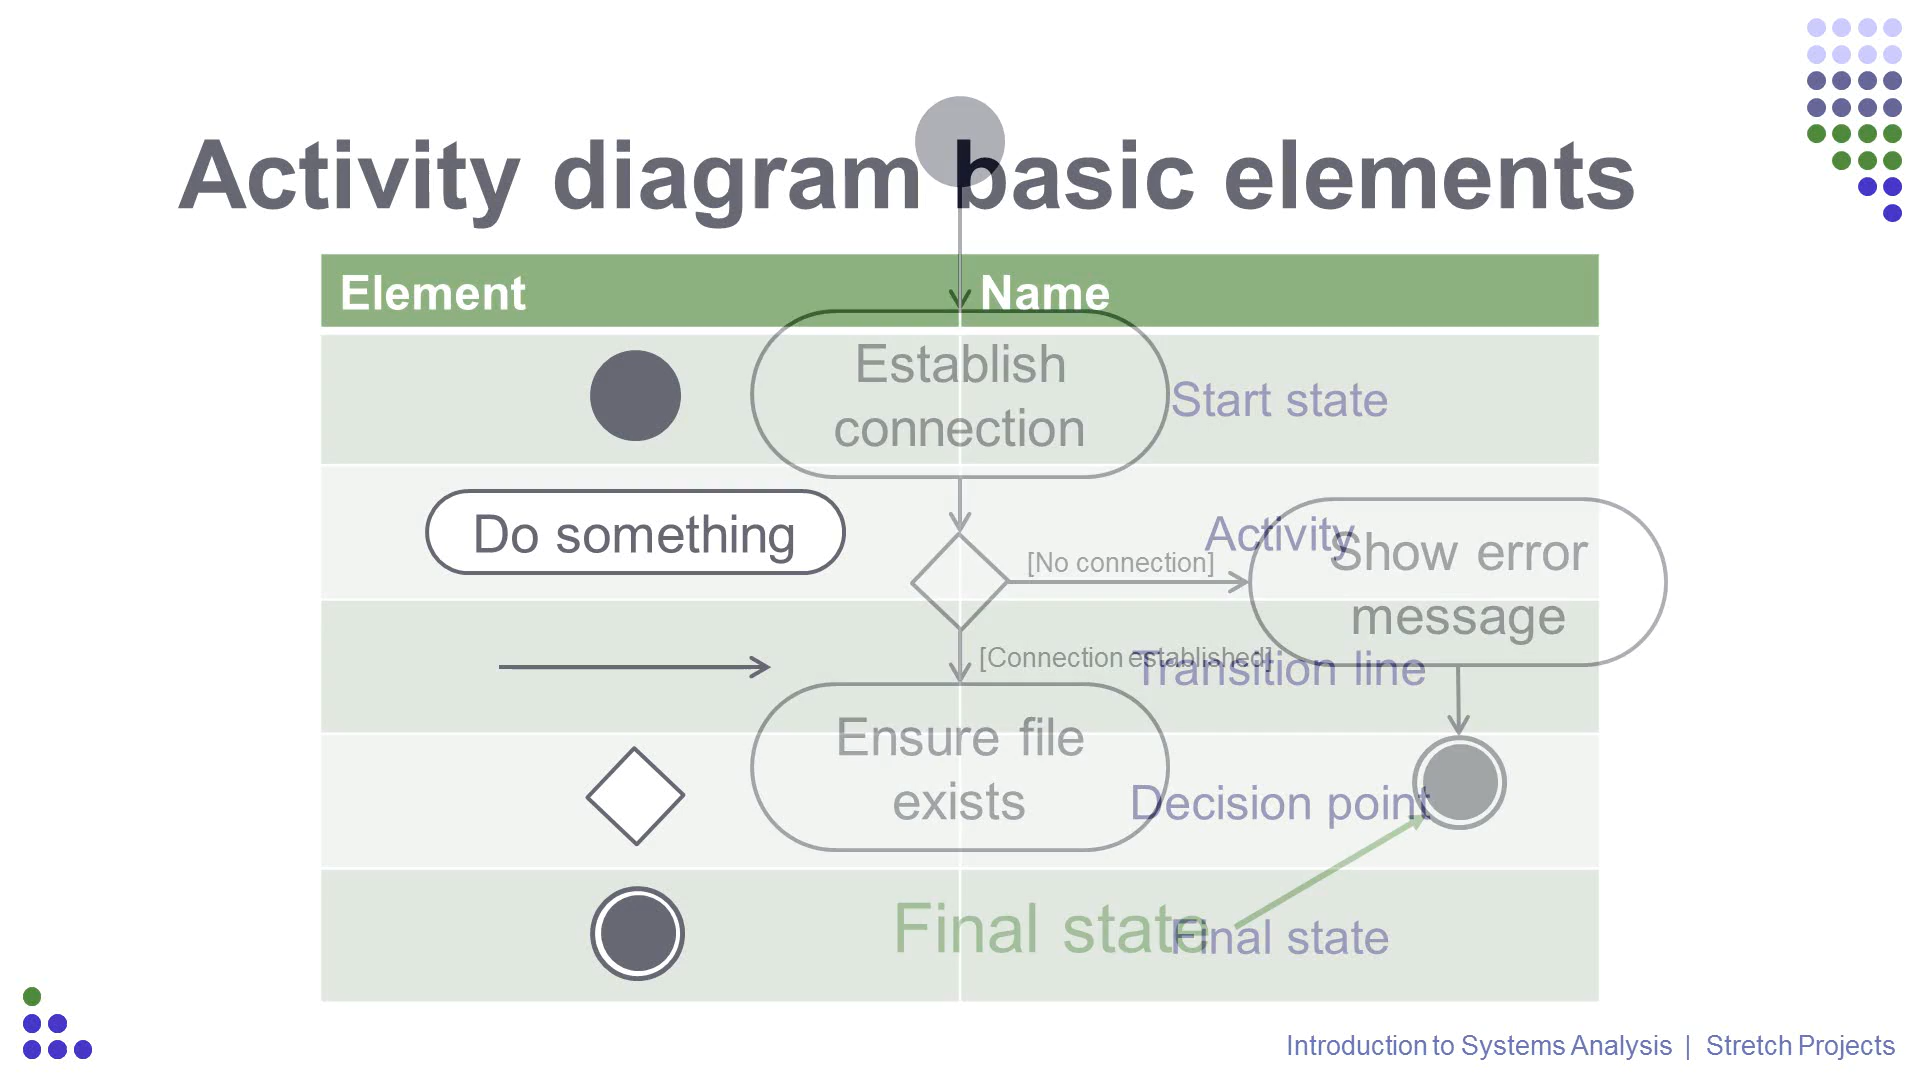 Activity diagram basic elements
Element
Name
Establish
connection
Start state
Do something
Activity
[No connection]
Show error
message
[Connection established]
Transition line
Ensure file
exists
Decision point
Final state
Final state
Introduction to Systems Analysis | Stretch Projects